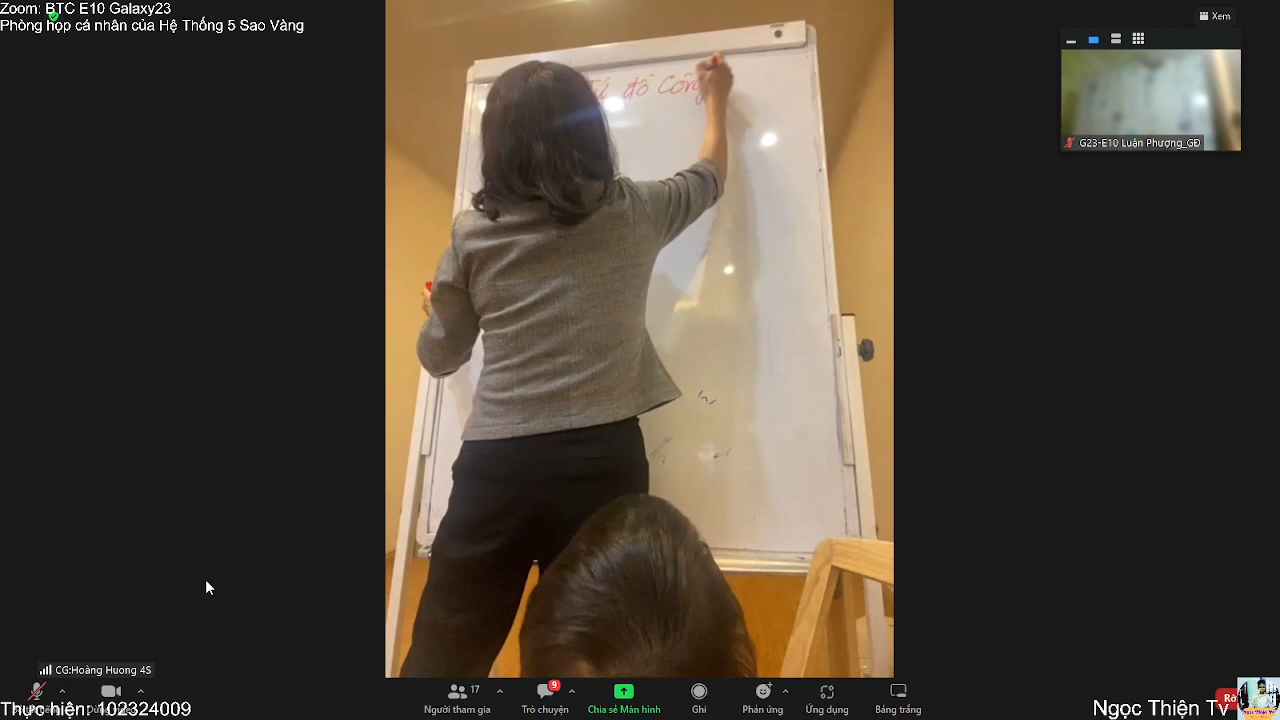 Zoom: BTC E10 Galaxy23
Phòng họp cá nhân của Hệ Thống 5 Sao Vàng
Xem
đồ Công
G23-E10 Luận Phượng_GĐ
CG:Hoàng Huong 4S
17
9
Người tham gia
Trò chuyện
Chia sẻ Màn hình
Ghi
Phản ứng
Ứng dụng
Bảng trắng
Thực hiện: 102324009
Ngọc Thiện TV